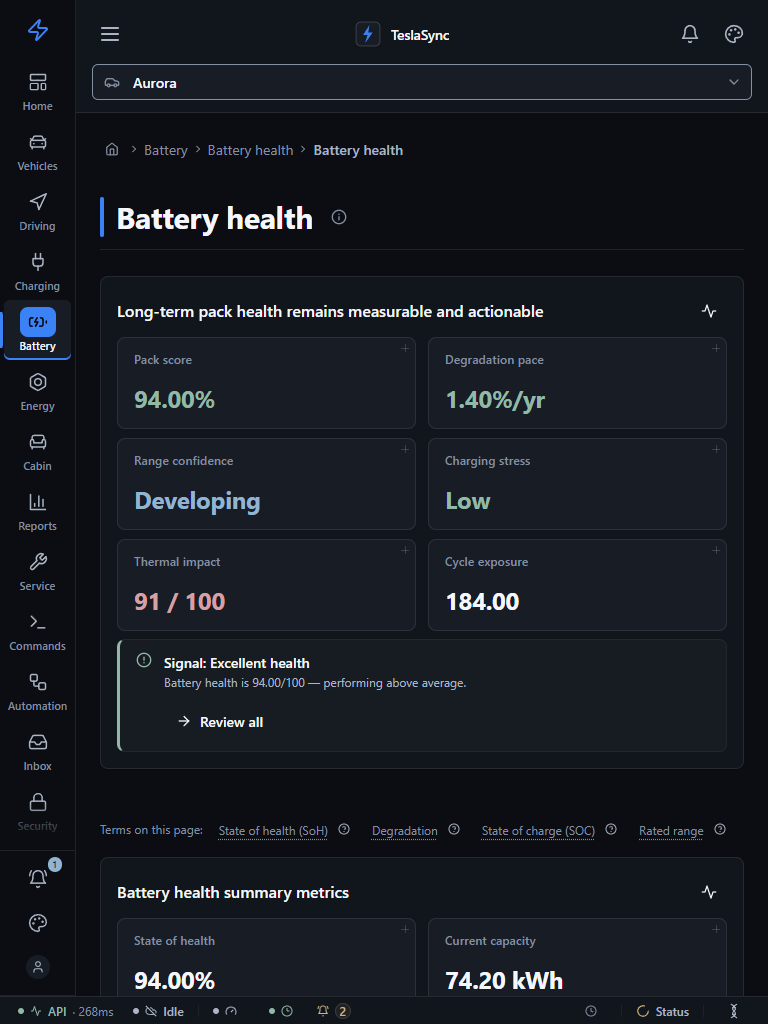 TeslaSync
Aurora
Home
Vehicles
Driving
Charging
Battery
Energy
Cabin
Reports
Service
Commands
Automation
Inbox
Security
1
Battery > Battery health > Battery health
Battery health
Long-term pack health remains measurable and actionable
Pack score
94.00%
Degradation pace
1.40%/yr
Range confidence
Developing
Charging stress
Low
Thermal impact
91 / 100
Cycle exposure
184.00
Signal: Excellent health
Battery health is 94.00/100 — performing above average.
Review all
Terms on this page: State of health (SoH) Degradation State of charge (SOC) Rated range
Battery health summary metrics
State of health
94.00%
Current capacity
74.20 kWh
API · 268ms Idle 2 Status